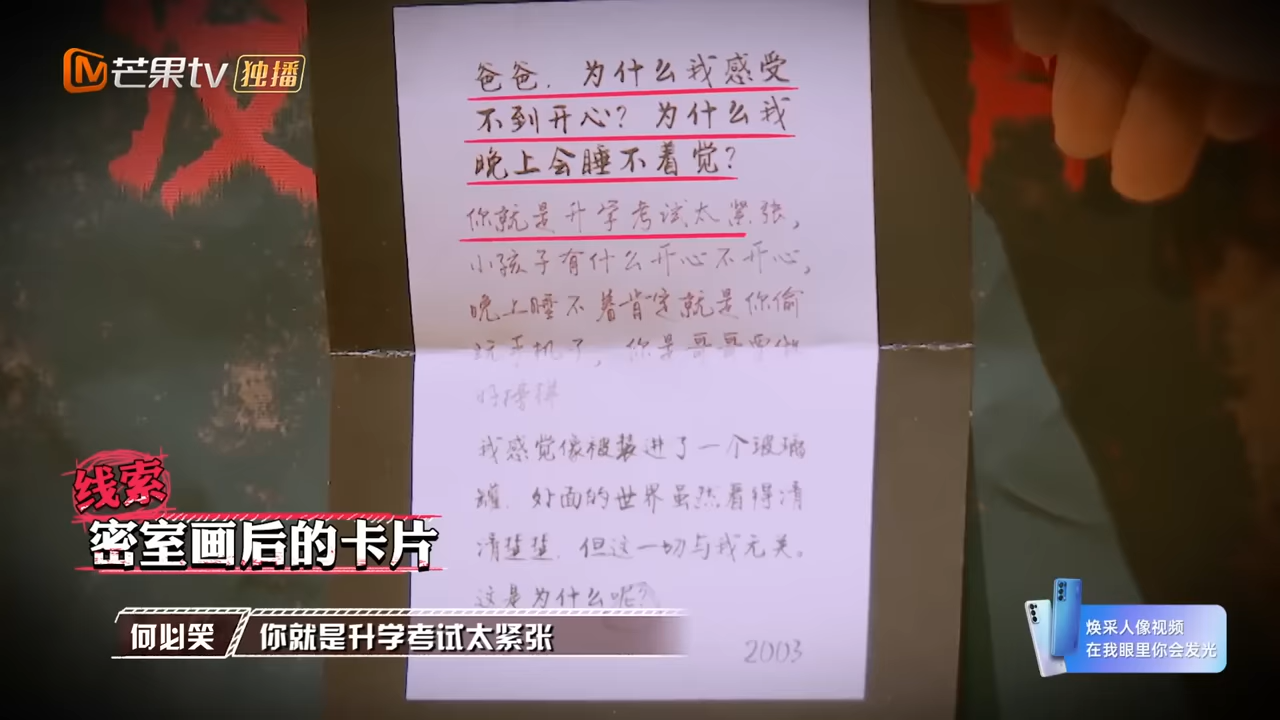 芒果tv 独播
爸爸，为什么我感受
不到开心？为什么我
晚上会睡不着觉？
你就是升学考试太紧张，
小孩子有什么开心不开心，
晚上睡不着肯定就是你偷
玩手机了，你是哥哥要做
好榜样
我感觉像被装进了一个玻璃
罐．外面的世界虽然看得清
清楚楚．但这一切与我无关。
这是为什么呢？
2003
线索
密室画后的卡片
何必笑 你就是升学考试太紧张
焕采人像视频
在我眼里你会发光